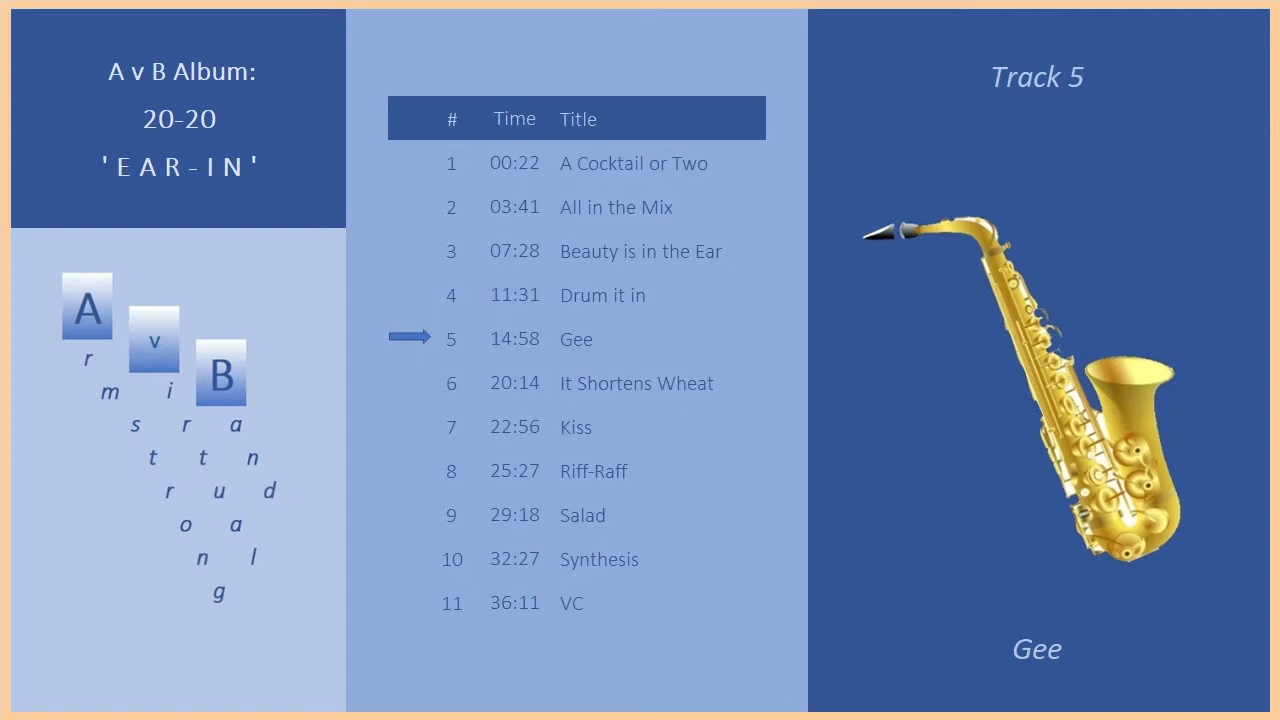 A v B Album:
20-20
' E A R - I N '
A
v
B
r
m i
s r a
t t n
r u d
o a
n l
g
# Time Title
1 00:22 A Cocktail or Two
2 03:41 All in the Mix
3 07:28 Beauty is in the Ear
4 11:31 Drum it in
5 14:58 Gee
6 20:14 It Shortens Wheat
7 22:56 Kiss
8 25:27 Riff-Raff
9 29:18 Salad
10 32:27 Synthesis
11 36:11 VC
Track 5
Gee